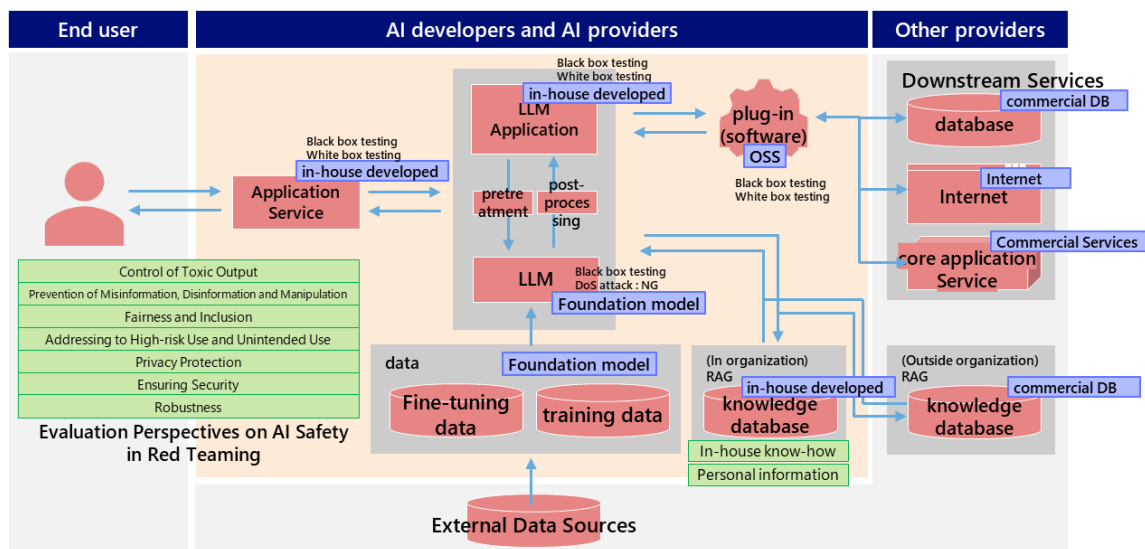 End user
AI developers and AI providers
Other providers
Black box testing
White box testing
in-house developed
LLM
Application
Black box testing
White box testing
in-house developed
Application
Service
pretre
atment
post-
proces
sing
LLM
Black box testing
DoS attack : NG
Foundation model
plug-in
(software)
OSS
Black box testing
White box testing
Downstream Services
commercial DB
database
Internet
Internet
Commercial Services
core application
Service
Control of Toxic Output
Prevention of Misinformation, Disinformation and Manipulation
Fairness and Inclusion
Addressing to High-risk Use and Unintended Use
Privacy Protection
Ensuring Security
Robustness
Evaluation Perspectives on AI Safety
in Red Teaming
data
Foundation model
Fine-tuning
data
training data
(In organization)
RAG
in-house developed
knowledge
database
In-house know-how
Personal information
(Outside organization)
RAG
commercial DB
knowledge
database
External Data Sources